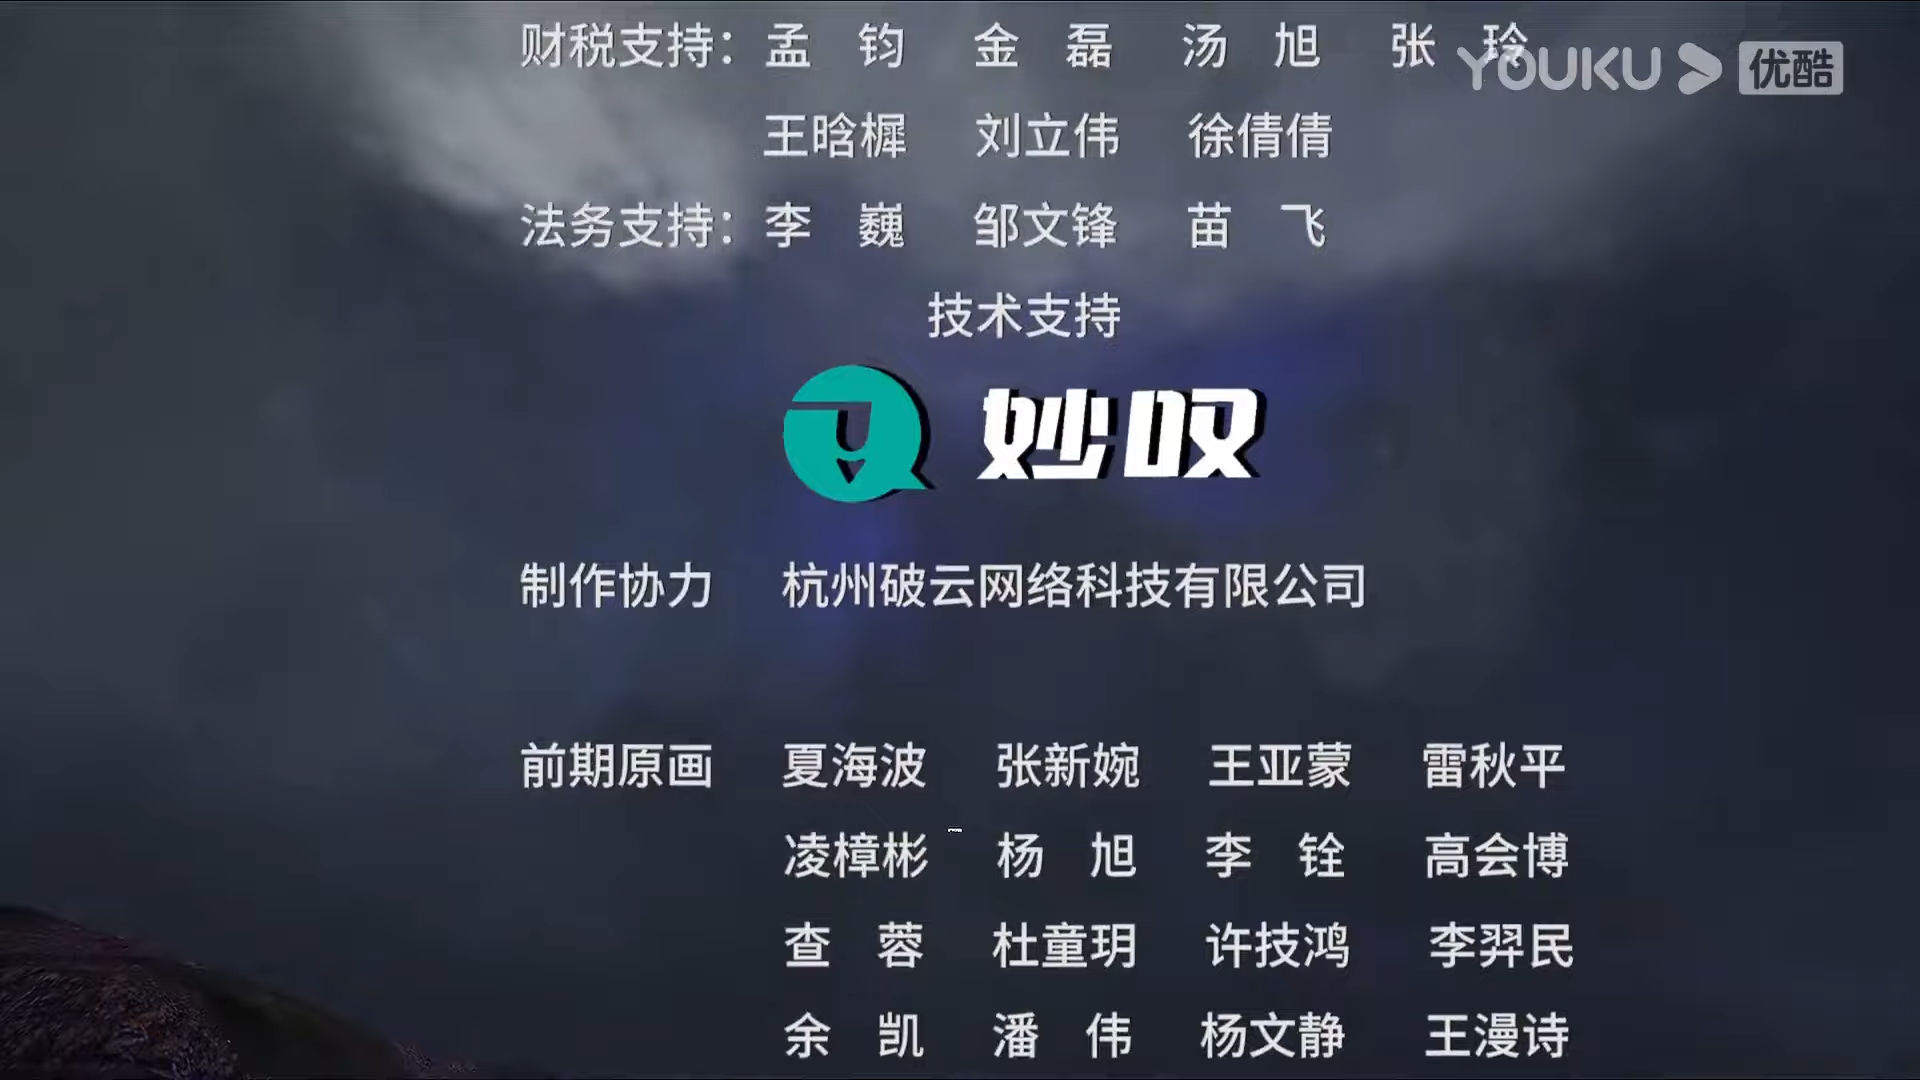 财税支持：孟 钧 金 磊 汤 旭 张 玲
YOUKU 优酷
王晗樨 刘立伟 徐倩倩
法务支持：李 巍 邹文锋 苗 飞
技术支持
妙叹
制作协力 杭州破云网络科技有限公司
前期原画 夏海波 张新婉 王亚蒙 雷秋平
凌樟彬 杨 旭 李 铨 高会博
查 蓉 杜童玥 许技鸿 李羿民
余 凯 潘 伟 杨文静 王漫诗